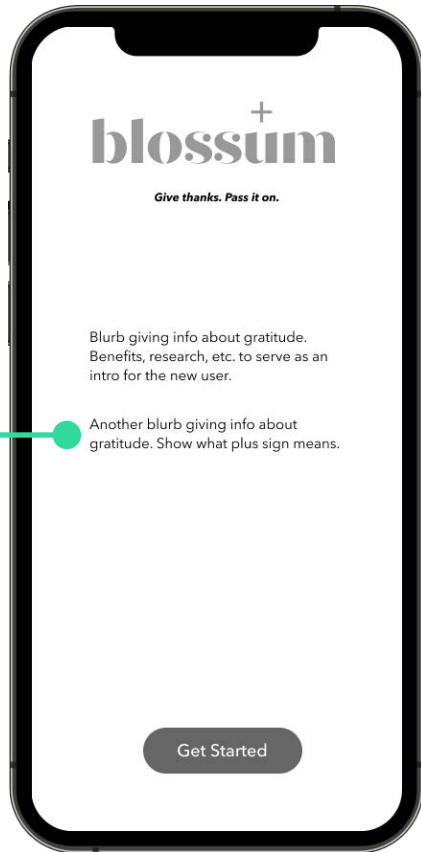 blossum+
Give thanks. Pass it on.
Blurb giving info about gratitude.
Benefits, research, etc. to serve as an
intro for the new user.
Another blurb giving info about
gratitude. Show what plus sign means.
Get Started